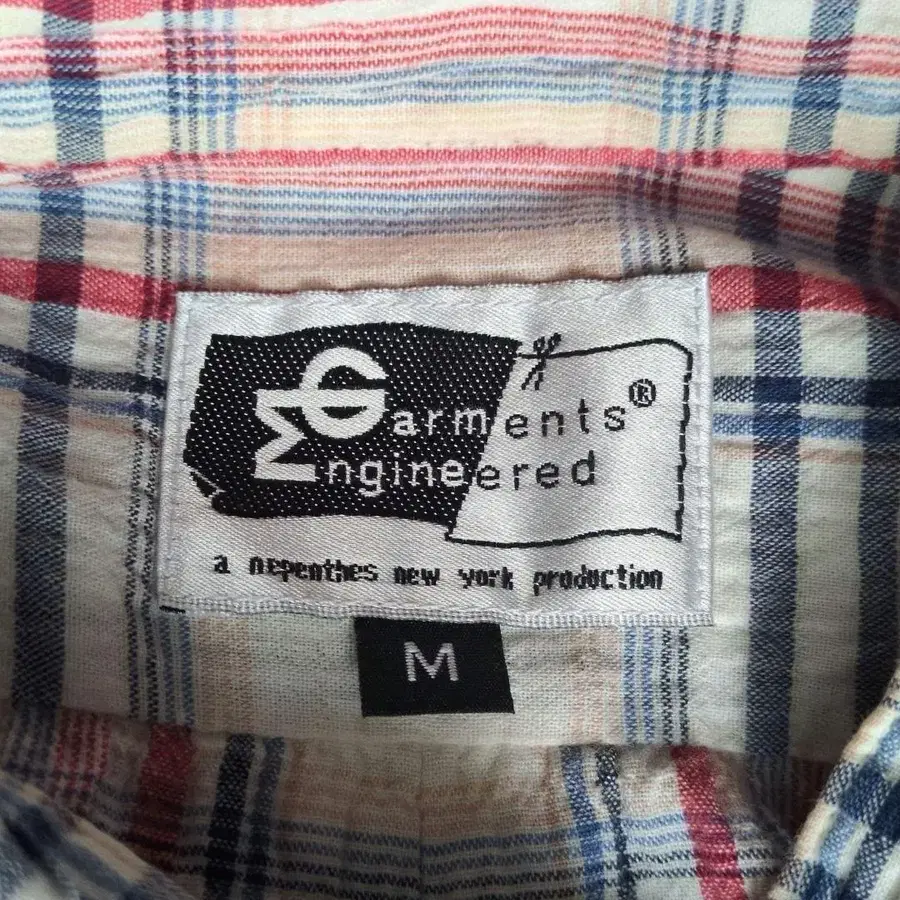 Garments®
Engineered
a nepenthes new york production
M